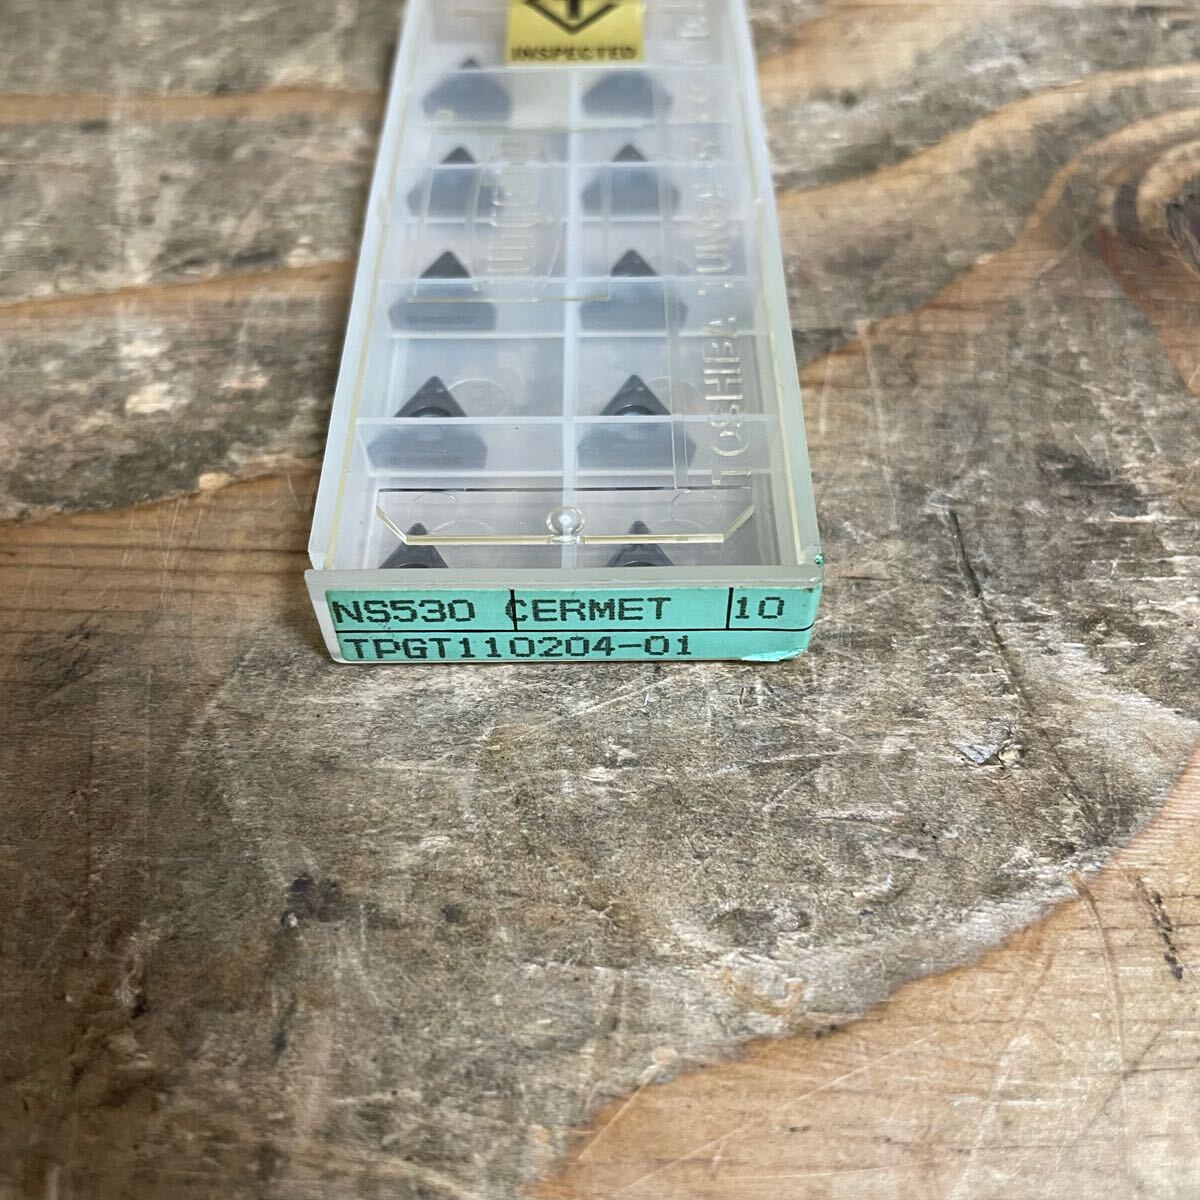 INSPECTED
TOSHIBA TUNGALOY
NS530 CERMET 10
TPGT110204-01